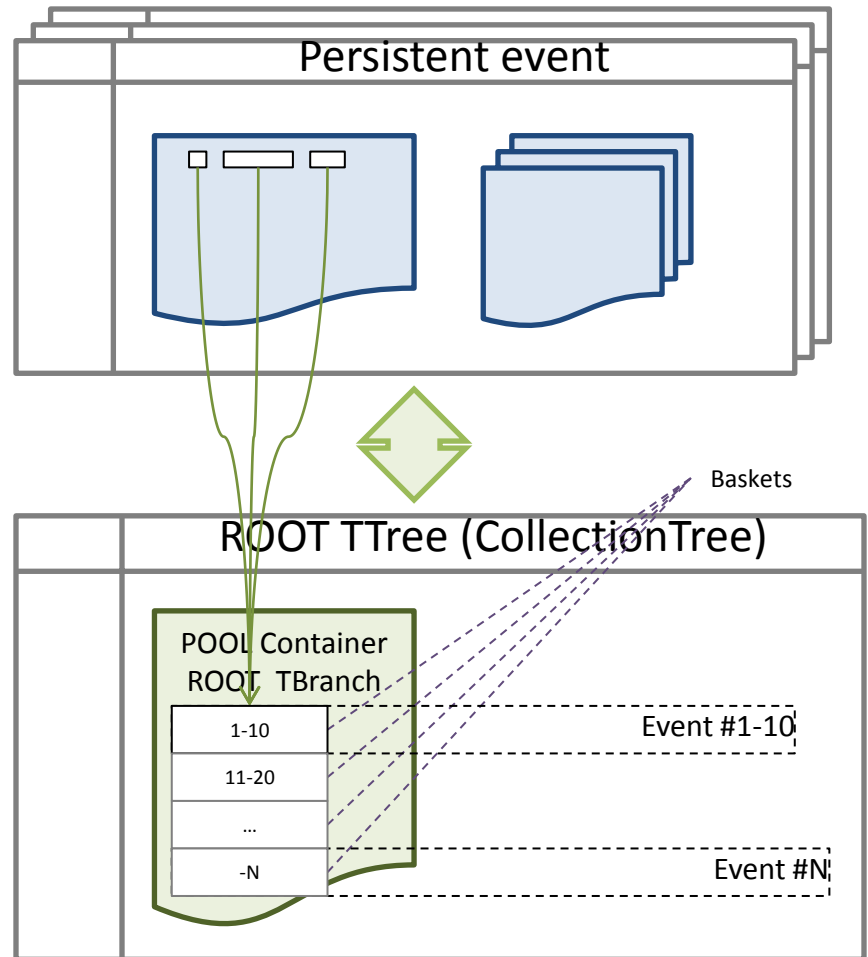 Persistent event
Baskets
ROOT TTree (CollectionTree)
POOL Container
ROOT TBranch
1-10
Event #1-10
11-20
...
-N
Event #N